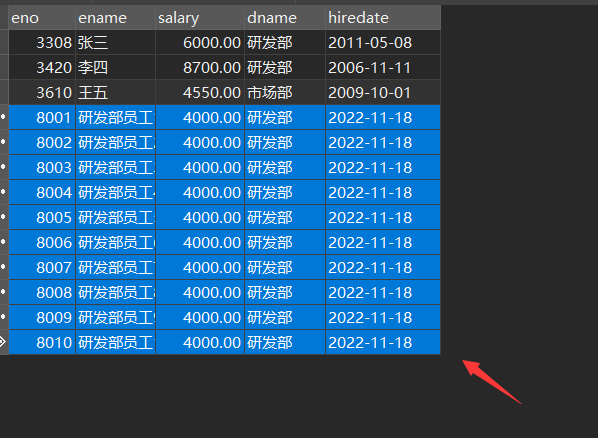 eno ename salary dname hiredate
3308 张三 6000.00 研发部 2011-05-08
3420 李四 8700.00 研发部 2006-11-11
3610 王五 4550.00 市场部 2009-10-01
8001 研发部员工 4000.00 研发部 2022-11-18
8002 研发部员工 4000.00 研发部 2022-11-18
8003 研发部员工 4000.00 研发部 2022-11-18
8004 研发部员工 4000.00 研发部 2022-11-18
8005 研发部员工 4000.00 研发部 2022-11-18
8006 研发部员工 4000.00 研发部 2022-11-18
8007 研发部员工 4000.00 研发部 2022-11-18
8008 研发部员工 4000.00 研发部 2022-11-18
8009 研发部员工 4000.00 研发部 2022-11-18
8010 研发部员工 4000.00 研发部 2022-11-18